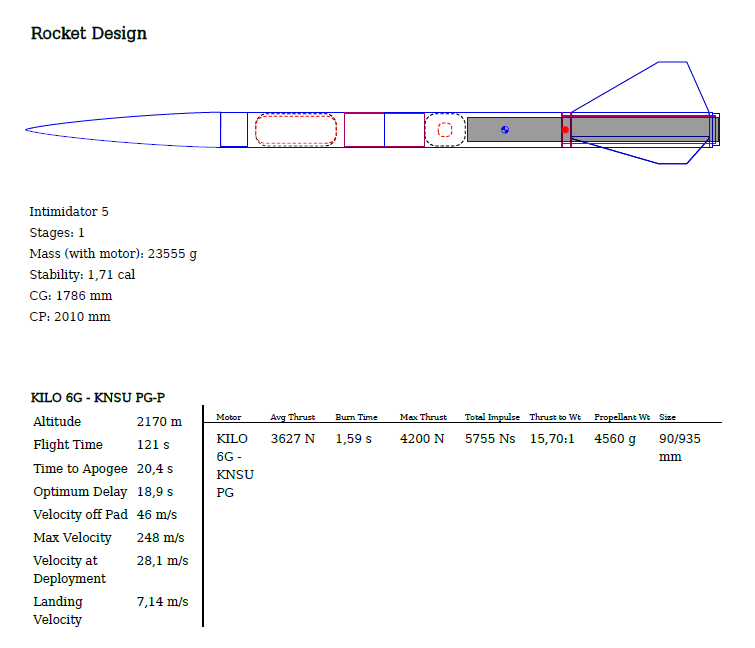 Rocket Design
Intimidator 5
Stages: 1
Mass (with motor): 23555 g
Stability: 1,71 cal
CG: 1786 mm
CP: 2010 mm
KILO 6G - KNSU PG-P
Altitude 2170 m
Flight Time 121 s
Time to Apogee 20,4 s
Optimum Delay 18,9 s
Velocity off Pad 46 m/s
Max Velocity 248 m/s
Velocity at 28,1 m/s
Deployment
Landing 7,14 m/s
Velocity
Motor Avg Thrust Burn Time Max Thrust Total Impulse Thrust to Wt Propellant Wt Size
KILO 3627 N 1,59 s 4200 N 5755 Ns 15,70:1 4560 g 90/935
6G - mm
KNSU
PG